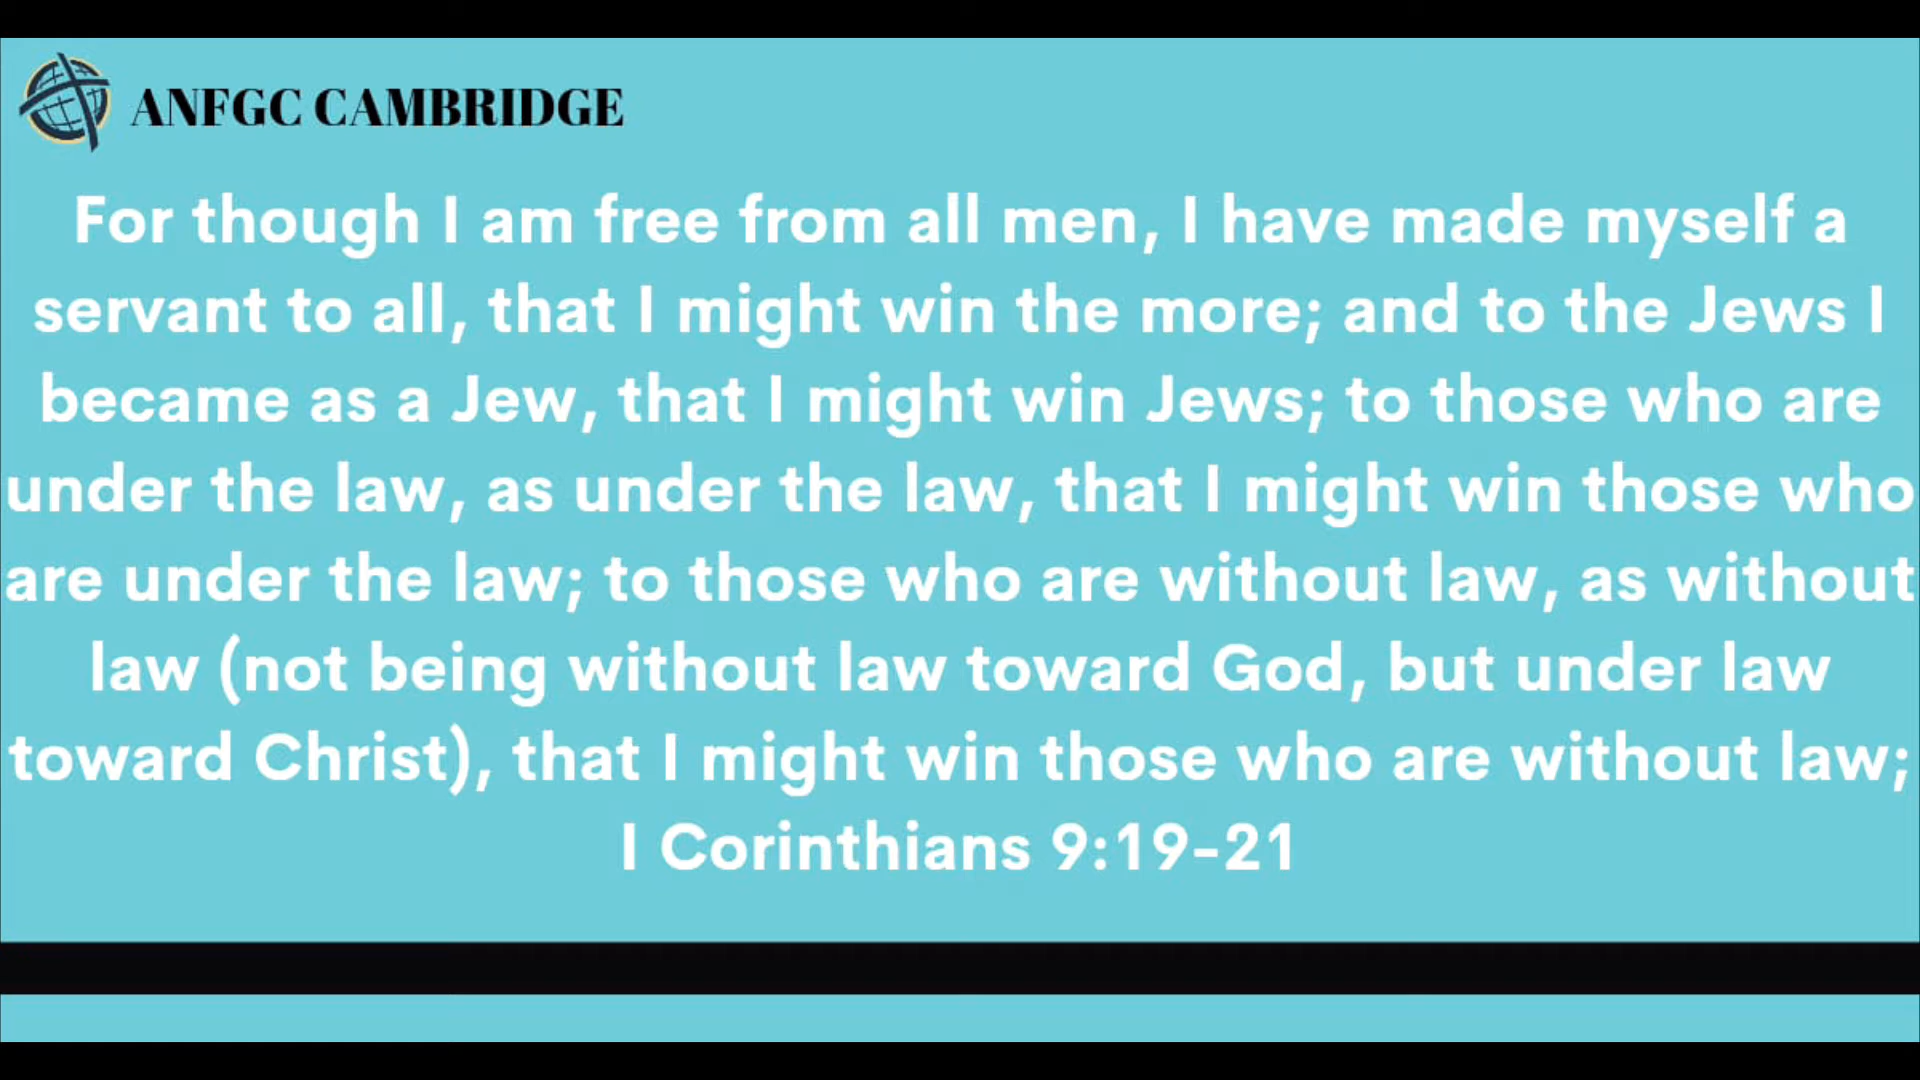 ANFGC CAMBRIDGE
For though I am free from all men, I have made myself a
servant to all, that I might win the more; and to the Jews I
became as a Jew, that I might win Jews; to those who are
under the law, as under the law, that I might win those who
are under the law; to those who are without law, as without
law (not being without law toward God, but under law
toward Christ), that I might win those who are without law;
I Corinthians 9:19-21